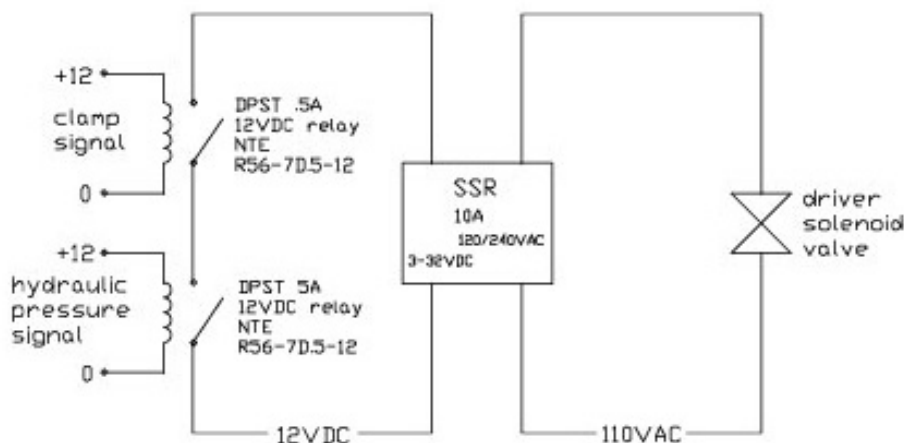 +12
clamp
signal
0
DPST .5A
12VDC relay
NTE
R56-7D.5-12
+12
hydraulic
pressure
signal
0
DPST 5A
12VDC relay
NTE
R56-7D.5-12
SSR
10A
120/240VAC
3-32VDC
driver
solenoid
valve
12VDC
110VAC